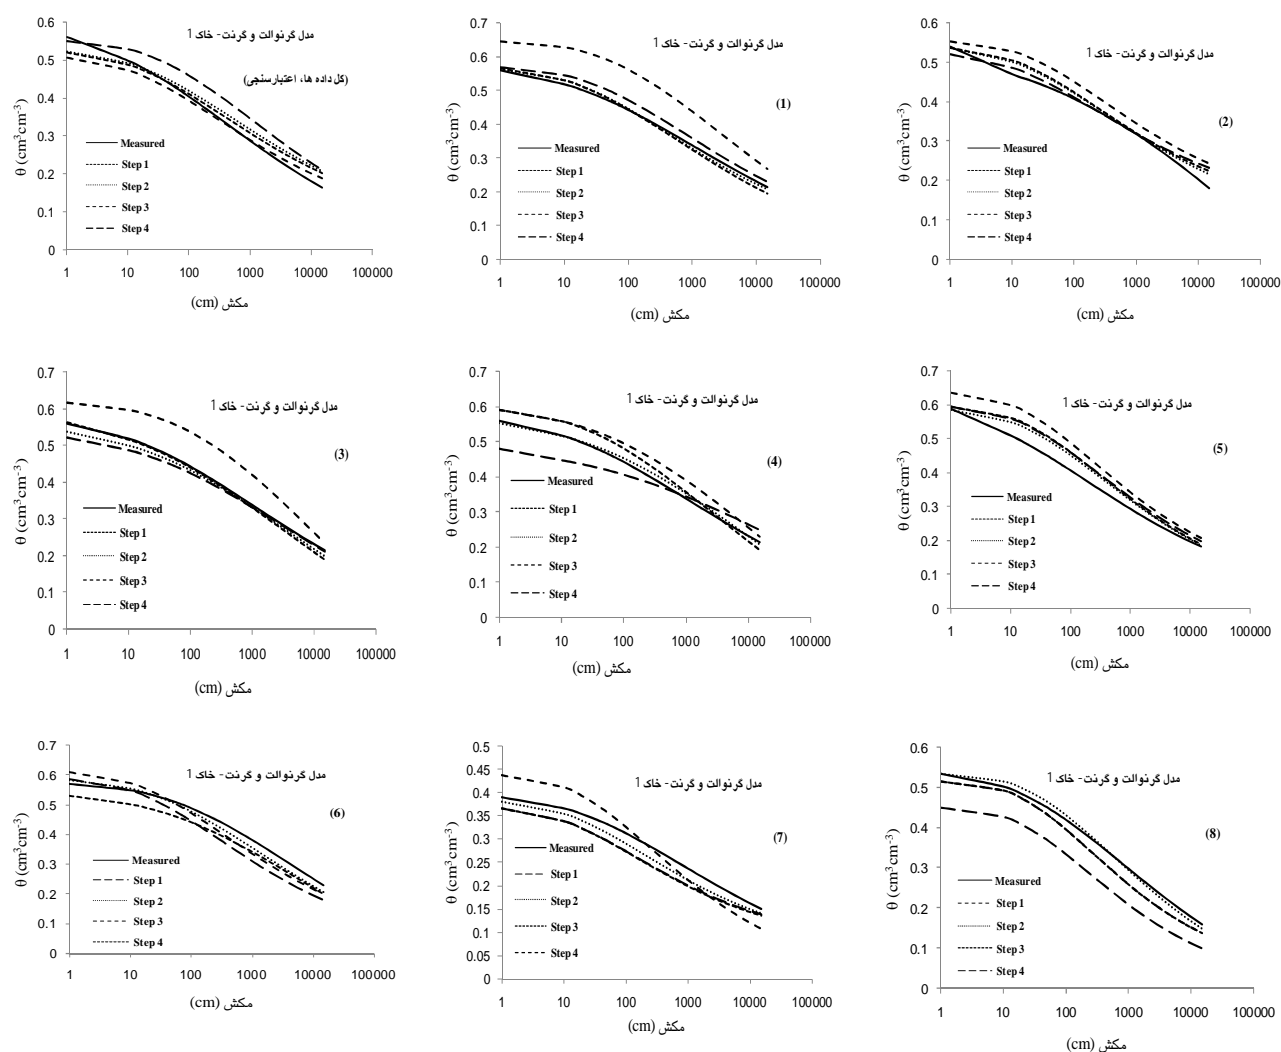 مدل گرنوالت و گرنت- خاک 1
(کل داده ها، اعتبارسنجی)
θ (cm³cm⁻³)
0.6
0.5
0.4
0.3
0.2
0.1
0
Measured
Step 1
Step 2
Step 3
Step 4
1 10 100 1000 10000 100000
مکش (cm)
مدل گرنوالت و گرنت- خاک 1
(1)
θ (cm³cm⁻³)
0.7
0.6
0.5
0.4
0.3
0.2
0.1
0
Measured
Step 1
Step 2
Step 3
Step 4
1 10 100 1000 10000 100000
مکش (cm)
مدل گرنوالت و گرنت- خاک 1
(2)
θ (cm³cm⁻³)
0.6
0.5
0.4
0.3
0.2
0.1
0
Measured
Step 1
Step 2
Step 3
Step 4
1 10 100 1000 10000 100000
مکش (cm)
مدل گرنوالت و گرنت- خاک 1
(3)
θ (cm³cm⁻³)
0.7
0.6
0.5
0.4
0.3
0.2
0.1
0
Measured
Step 1
Step 2
Step 3
Step 4
1 10 100 1000 10000 100000
مکش (cm)
مدل گرنوالت و گرنت- خاک 1
(4)
θ (cm³cm⁻³)
0.7
0.6
0.5
0.4
0.3
0.2
0.1
0
Measured
Step 1
Step 2
Step 3
Step 4
1 10 100 1000 10000 100000
مکش (cm)
مدل گرنوالت و گرنت- خاک 1
(5)
θ (cm³cm⁻³)
0.7
0.6
0.5
0.4
0.3
0.2
0.1
0
Measured
Step 1
Step 2
Step 3
Step 4
1 10 100 1000 10000 100000
مکش (cm)
مدل گرنوالت و گرنت- خاک 1
(6)
θ (cm³cm⁻³)
0.7
0.6
0.5
0.4
0.3
0.2
0.1
0
Measured
Step 1
Step 2
Step 3
Step 4
1 10 100 1000 10000 100000
مکش (cm)
مدل گرنوالت و گرنت- خاک 1
(7)
θ (cm³cm⁻³)
0.5
0.45
0.4
0.35
0.3
0.25
0.2
0.15
0.1
0.05
0
Measured
Step 1
Step 2
Step 3
Step 4
1 10 100 1000 10000 100000
مکش (cm)
مدل گرنوالت و گرنت- خاک 1
(8)
θ (cm³cm⁻³)
0.6
0.5
0.4
0.3
0.2
0.1
0
Measured
Step 1
Step 2
Step 3
Step 4
1 10 100 1000 10000 100000
مکش (cm)